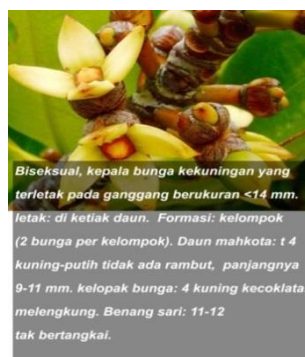 Biseksual, kepala bunga kekuningan yang
terletak pada ganggang berukuran <14 mm.
letak: di ketiak daun. Formasi: kelompok
(2 bunga per kelompok). Daun mahkota: t 4
kuning-putih tidak ada rambut, panjangnya
9-11 mm. kelopak bunga: 4 kuning kecoklata
melengkung. Benang sari: 11-12
tak bertangkai.